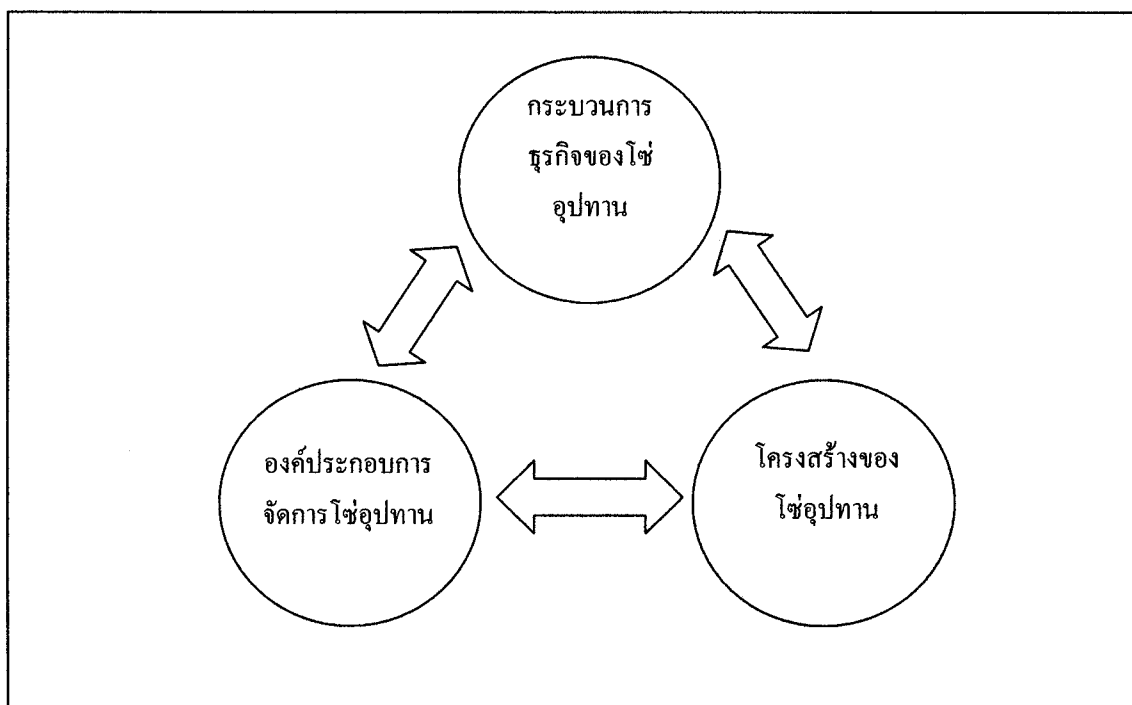 กระบวนการ
ธุรกิจของโซ่
อุปทาน
องค์ประกอบการ
จัดการโซ่อุปทาน
โครงสร้างของ
โซ่อุปทาน